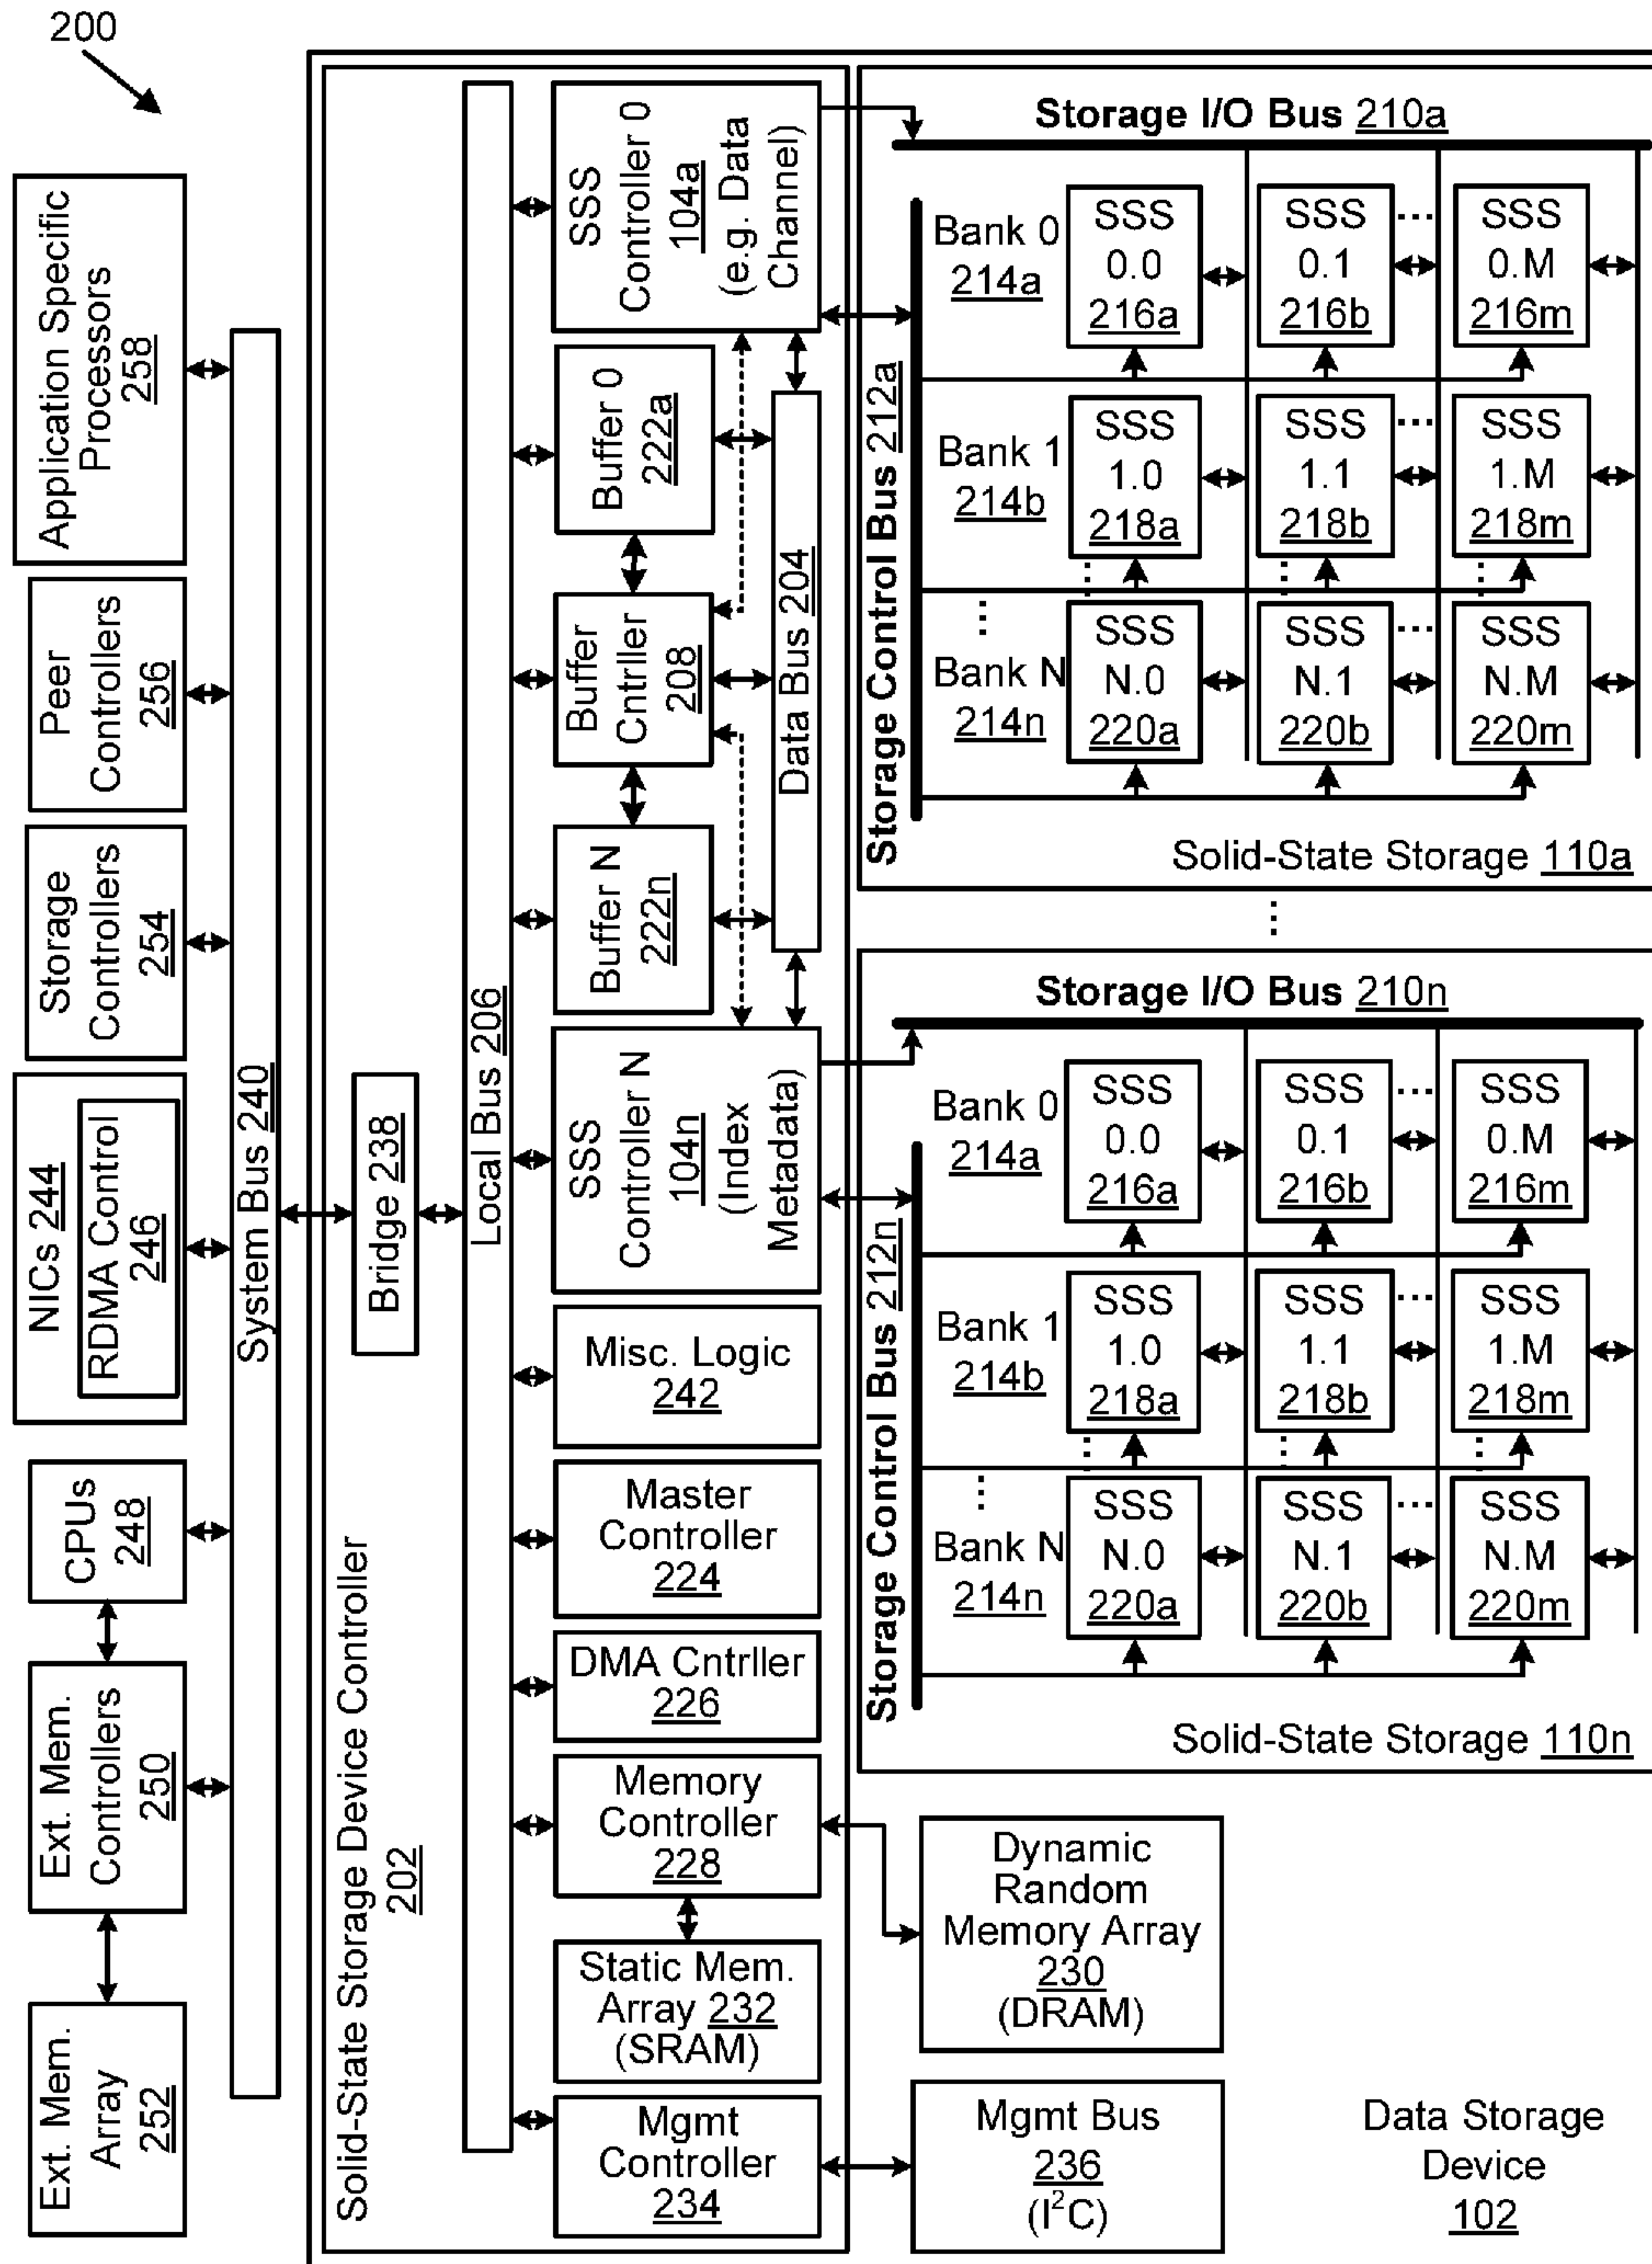 200
Ext. Mem.
Array
252
Ext. Mem.
Controllers
250
CPUs
248
NICs 244
RDMA Control
246
Storage
Controllers
254
Peer
Controllers
256
Application Specific
Processors
258
System Bus 240
Solid-State Storage Device Controller
202
Bridge 238
Local Bus 206
SSS
Controller 0
104a
(e.g. Data
Channel)
Buffer 0
222a
Buffer
Cntrller
208
Buffer N
222n
Data Bus 204
SSS
Controller N
104n
(Index
Metadata)
Misc. Logic
242
Master
Controller
224
DMA Cntrller
226
Memory
Controller
228
Static Mem.
Array 232
(SRAM)
Mgmt
Controller
234
Storage I/O Bus 210a
Storage Control Bus 212a
Bank 0
214a
SSS
0.0
216a
SSS
0.1
216b
...
SSS
0.M
216m
Bank 1
214b
SSS
1.0
218a
SSS
1.1
218b
...
SSS
1.M
218m
Bank N
214n
SSS
N.0
220a
SSS
N.1
220b
...
SSS
N.M
220m
Solid-State Storage 110a
Storage I/O Bus 210n
Storage Control Bus 212n
Bank 0
214a
SSS
0.0
216a
SSS
0.1
216b
...
SSS
0.M
216m
Bank 1
214b
SSS
1.0
218a
SSS
1.1
218b
...
SSS
1.M
218m
Bank N
214n
SSS
N.0
220a
SSS
N.1
220b
...
SSS
N.M
220m
Solid-State Storage 110n
Dynamic
Random
Memory Array
230
(DRAM)
Mgmt Bus
236
(I²C)
Data Storage
Device
102